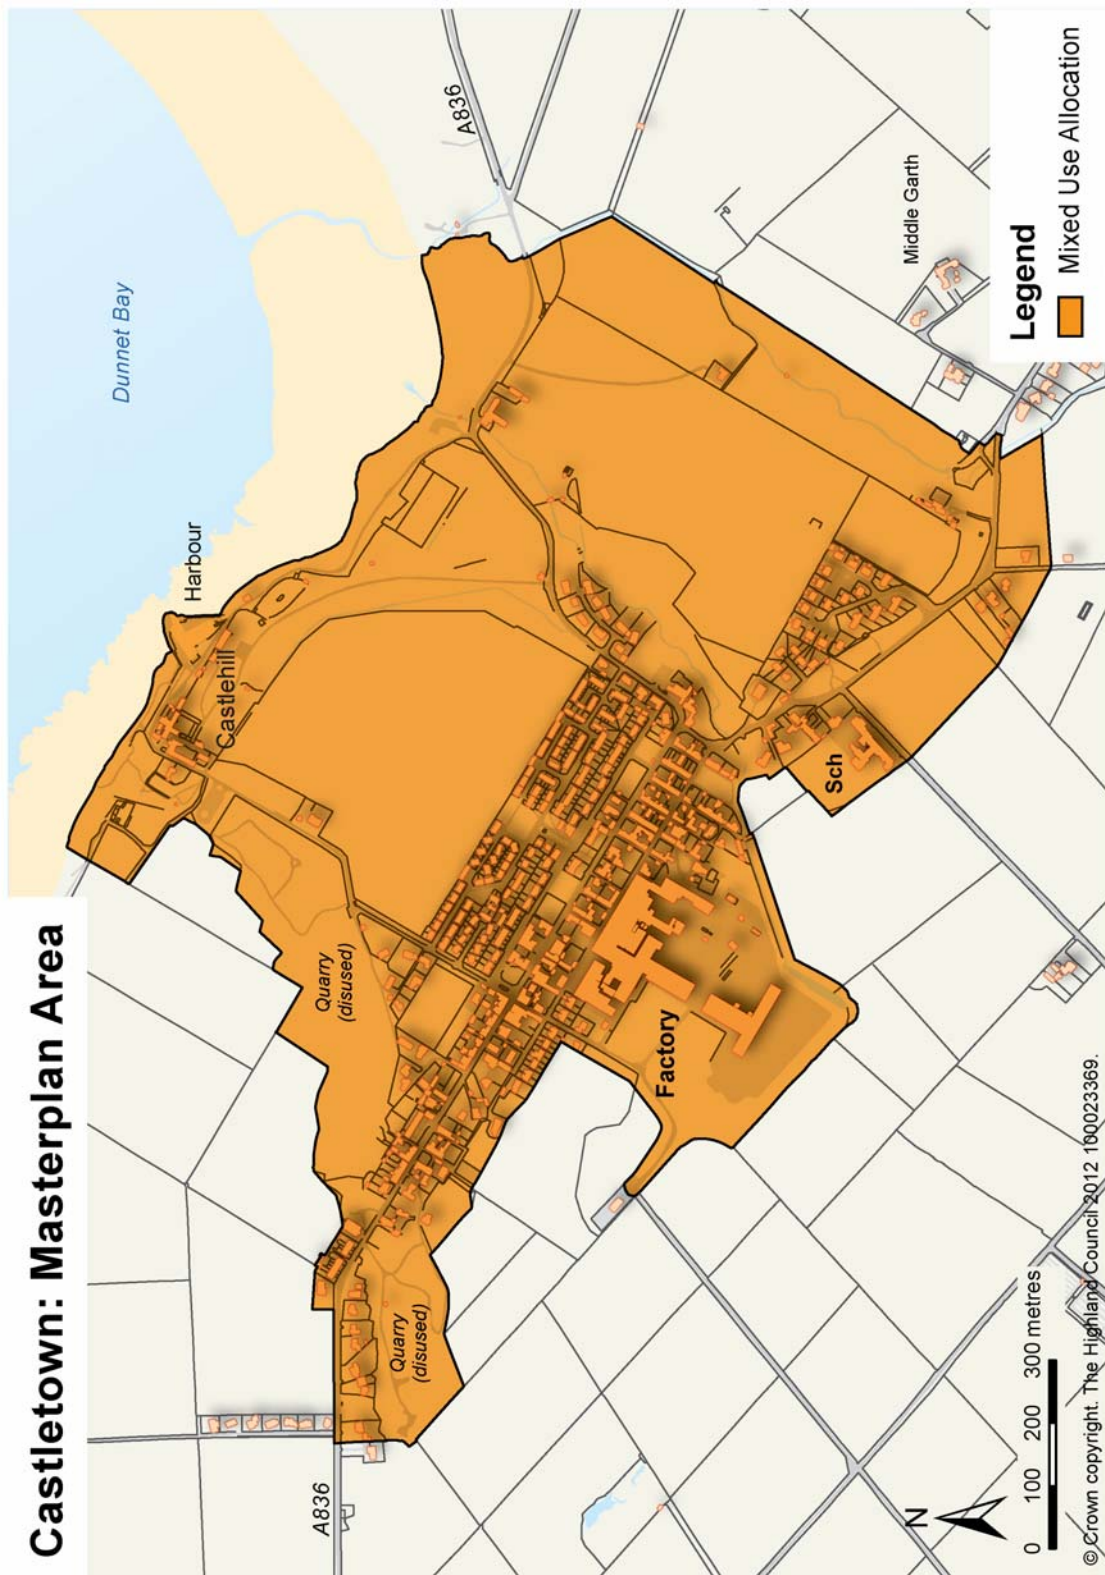 Castletown: Masterplan Area
Dunnet Bay
Harbour
Castlehill
A836
Quarry
(disused)
A836
Quarry
(disused)
Factory
Sch
Middle Garth
N
0 100 200 300 metres
Legend
Mixed Use Allocation
© Crown copyright. The Highland Council 2012 100023369.